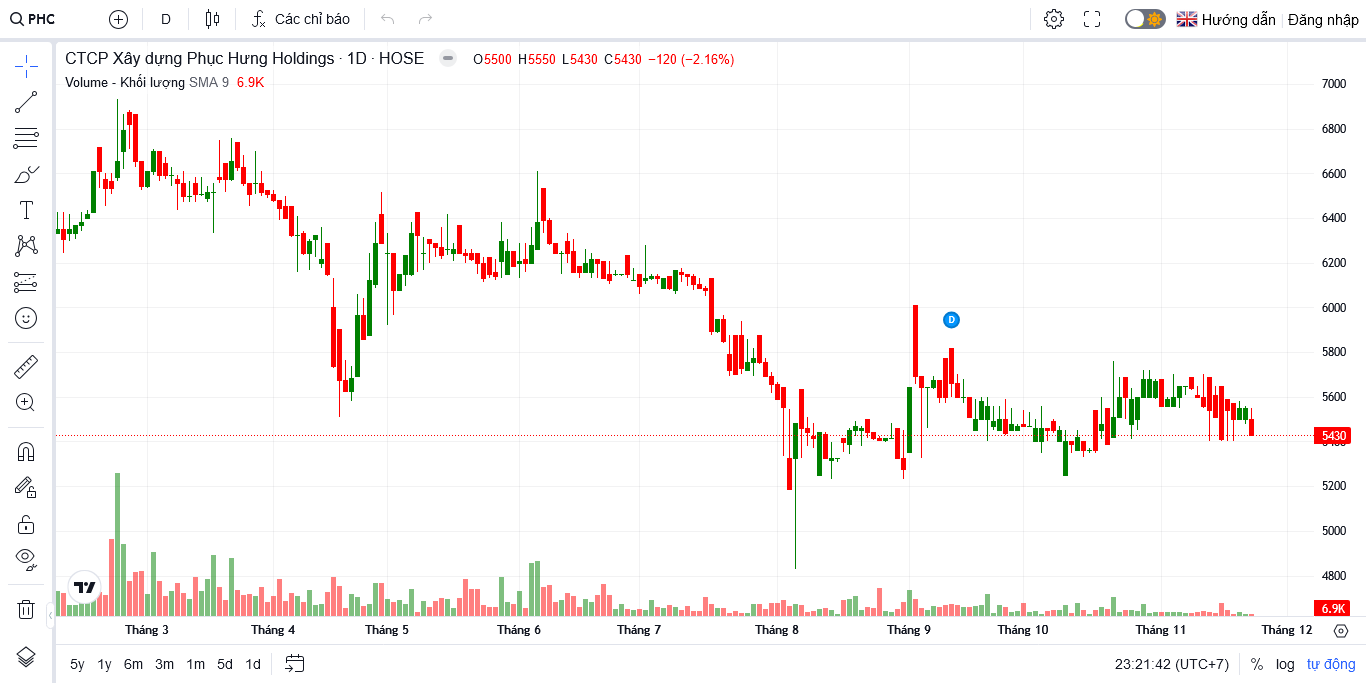 PHC D Các chỉ báo Hướng dẫn Đăng nhập
CTCP Xây dựng Phục Hưng Holdings · 1D · HOSE O5500 H5550 L5430 C5430 −120 (−2.16%)
Volume - Khối lượng SMA 9 6.9K
7000
6800
6600
6400
6200
6000
D
5800
5600
5430
5200
5000
4800
6.9K
Tháng 3 Tháng 4 Tháng 5 Tháng 6 Tháng 7 Tháng 8 Tháng 9 Tháng 10 Tháng 11 Tháng 12
5y 1y 6m 3m 1m 5d 1d 23:21:42 (UTC+7) % log tự động